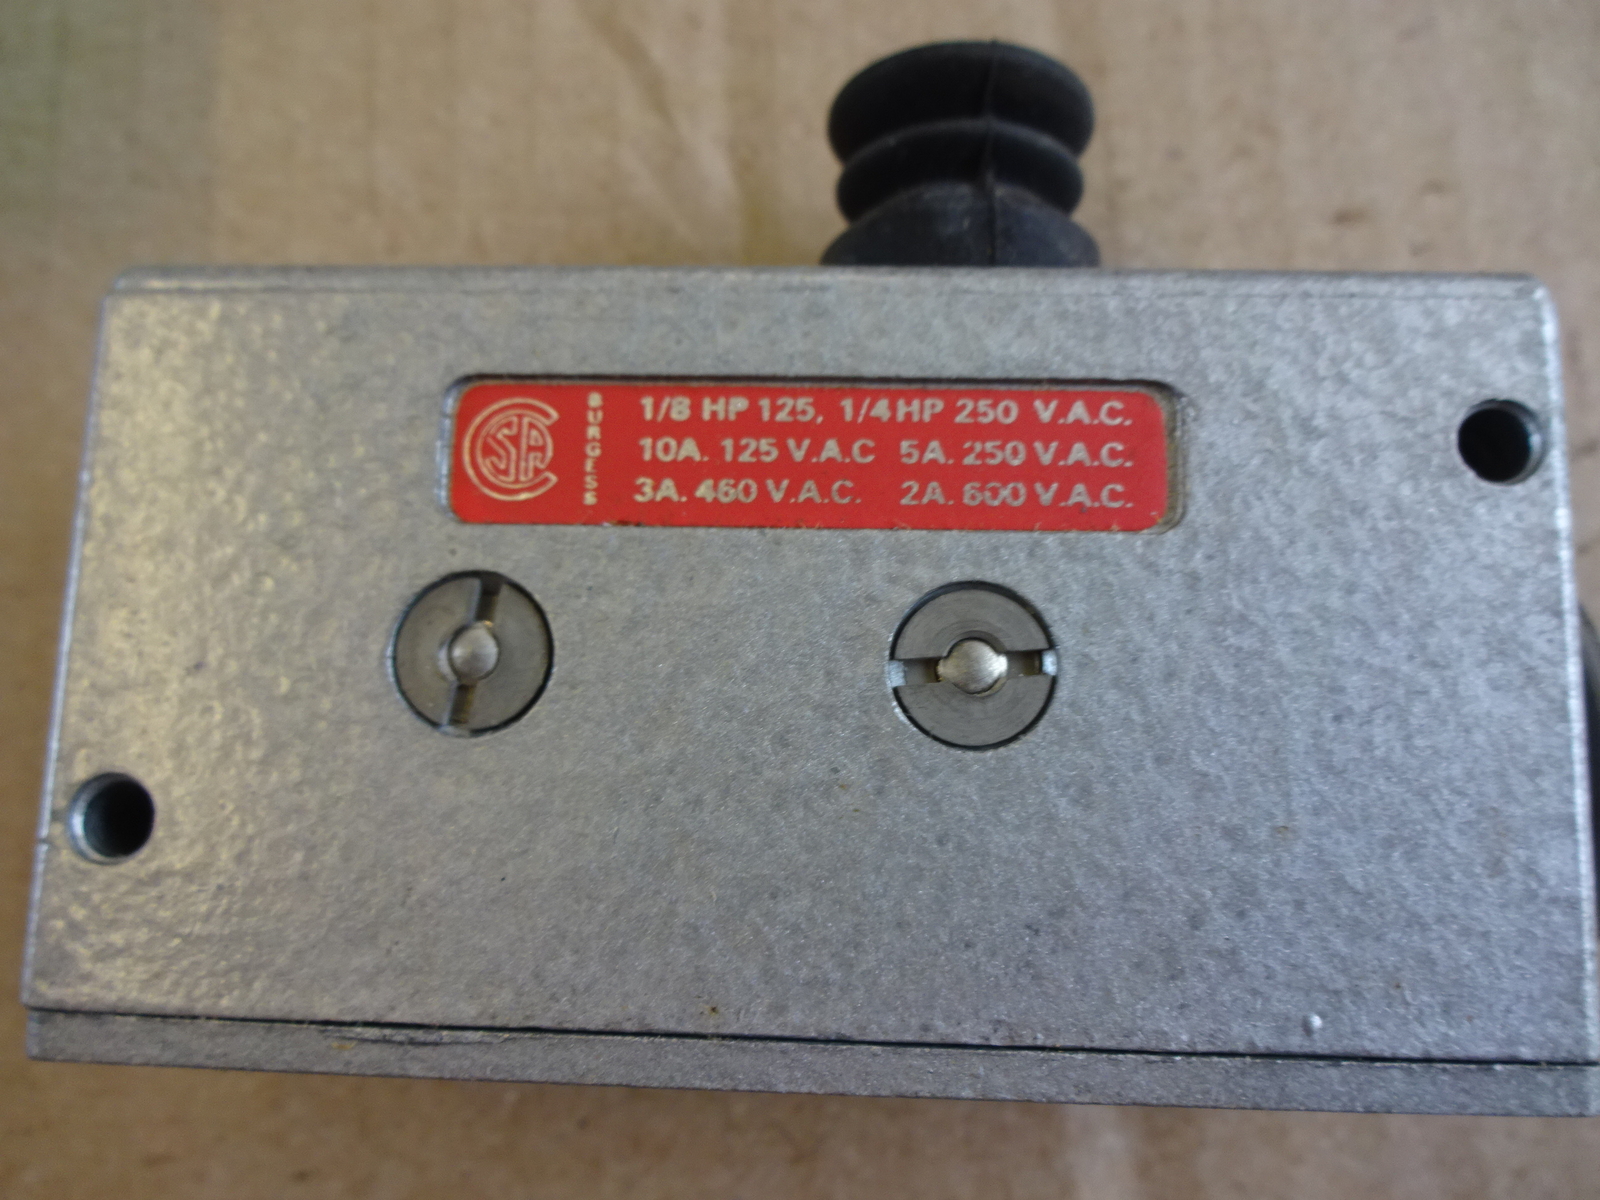 CSA
BURGESS
1/8 HP 125, 1/4 HP 250 V.A.C.
10A. 125 V.A.C 5A. 250 V.A.C.
3A. 460 V.A.C. 2A. 600 V.A.C.